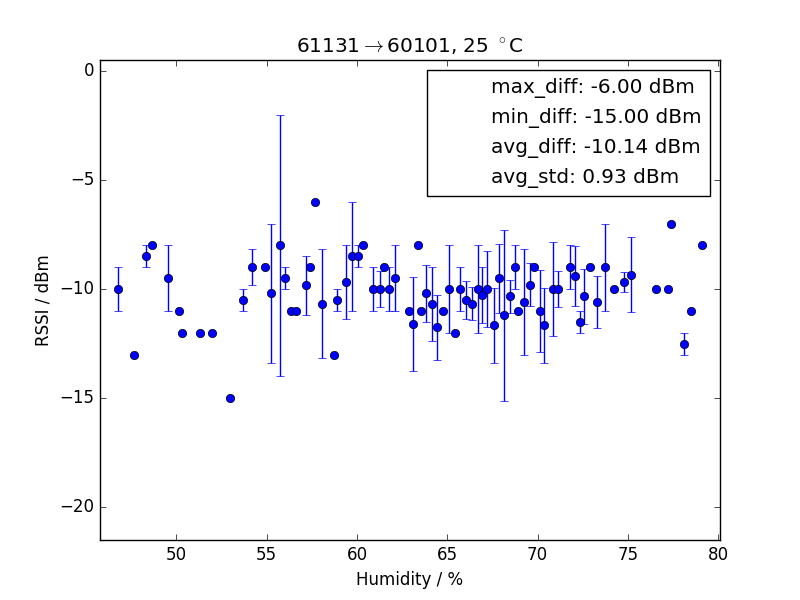 61131→60101, 25 °C
max_diff: -6.00 dBm
min_diff: -15.00 dBm
avg_diff: -10.14 dBm
avg_std: 0.93 dBm
RSSI / dBm
0
−5
−10
−15
−20
50 55 60 65 70 75 80
Humidity / %